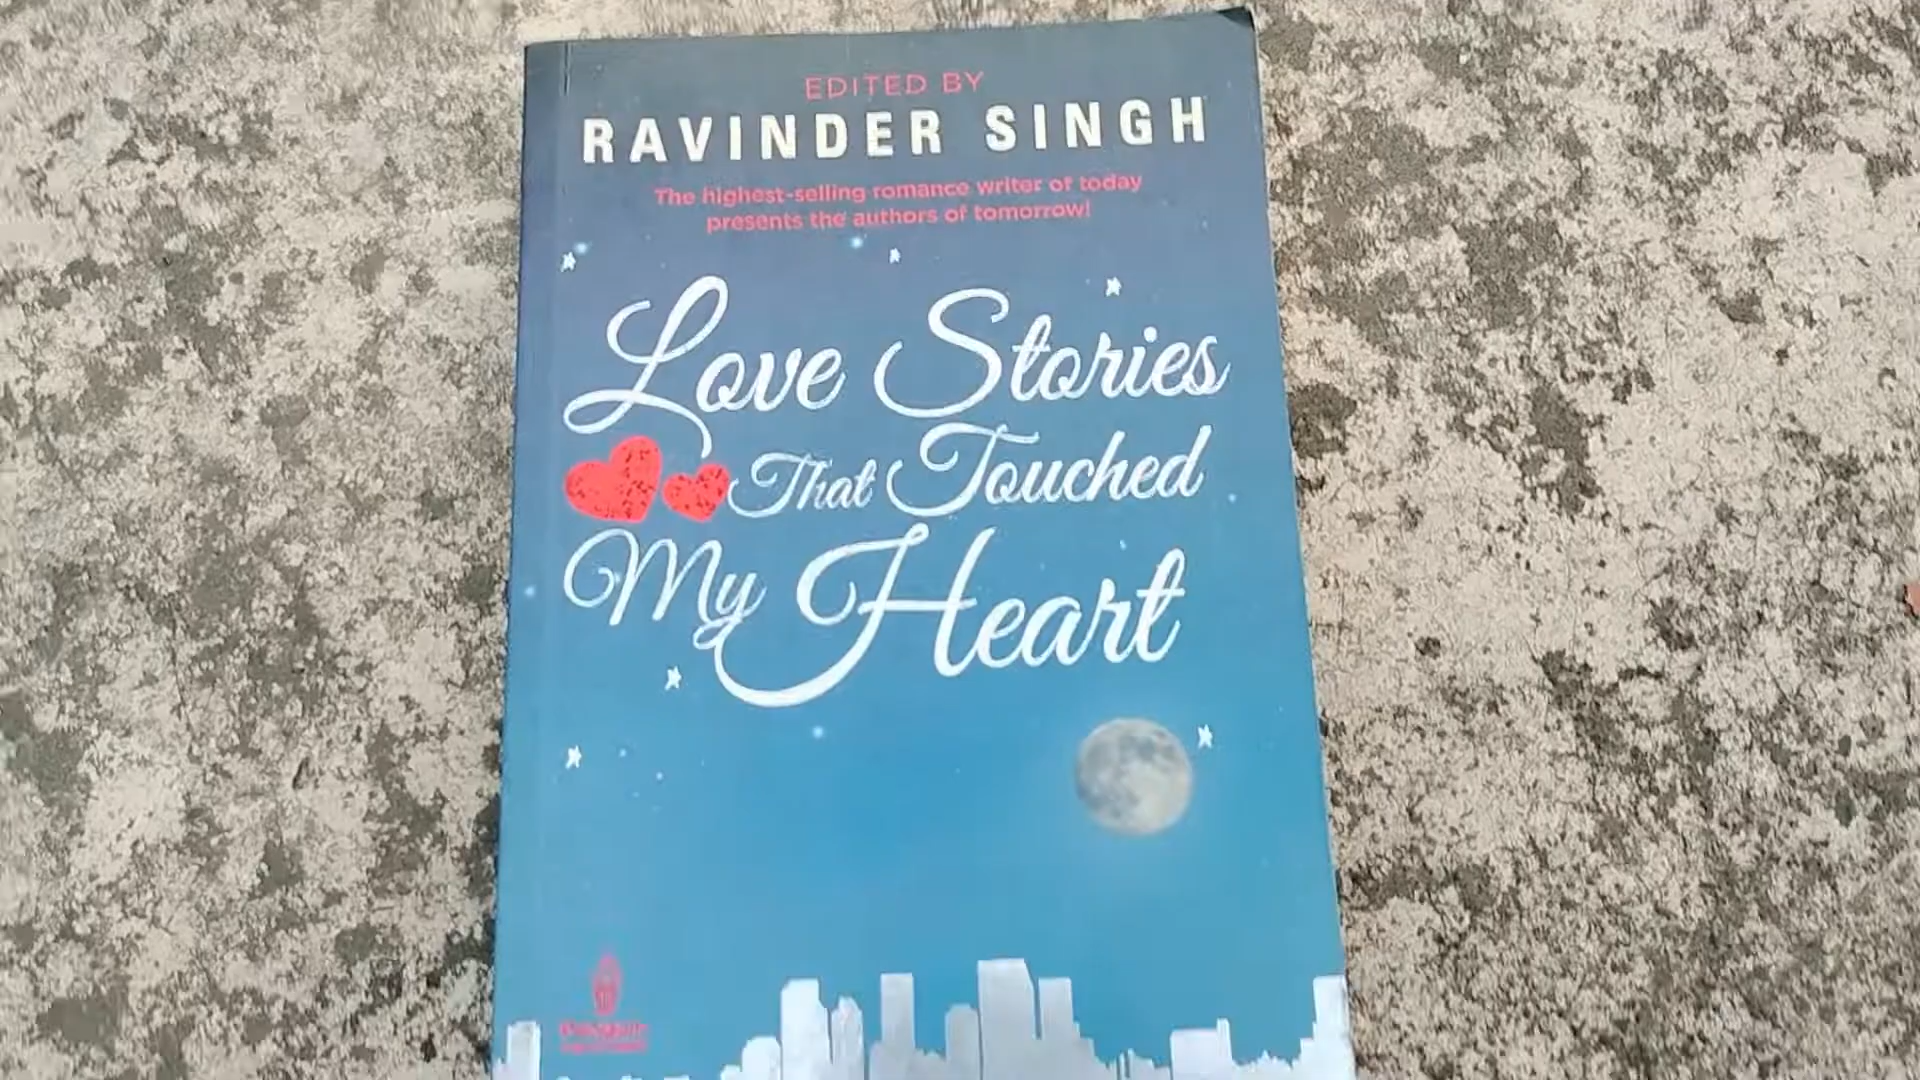 EDITED BY
RAVINDER SINGH
The highest-selling romance writer of today
presents the authors of tomorrow!
Love Stories
That Touched
My Heart